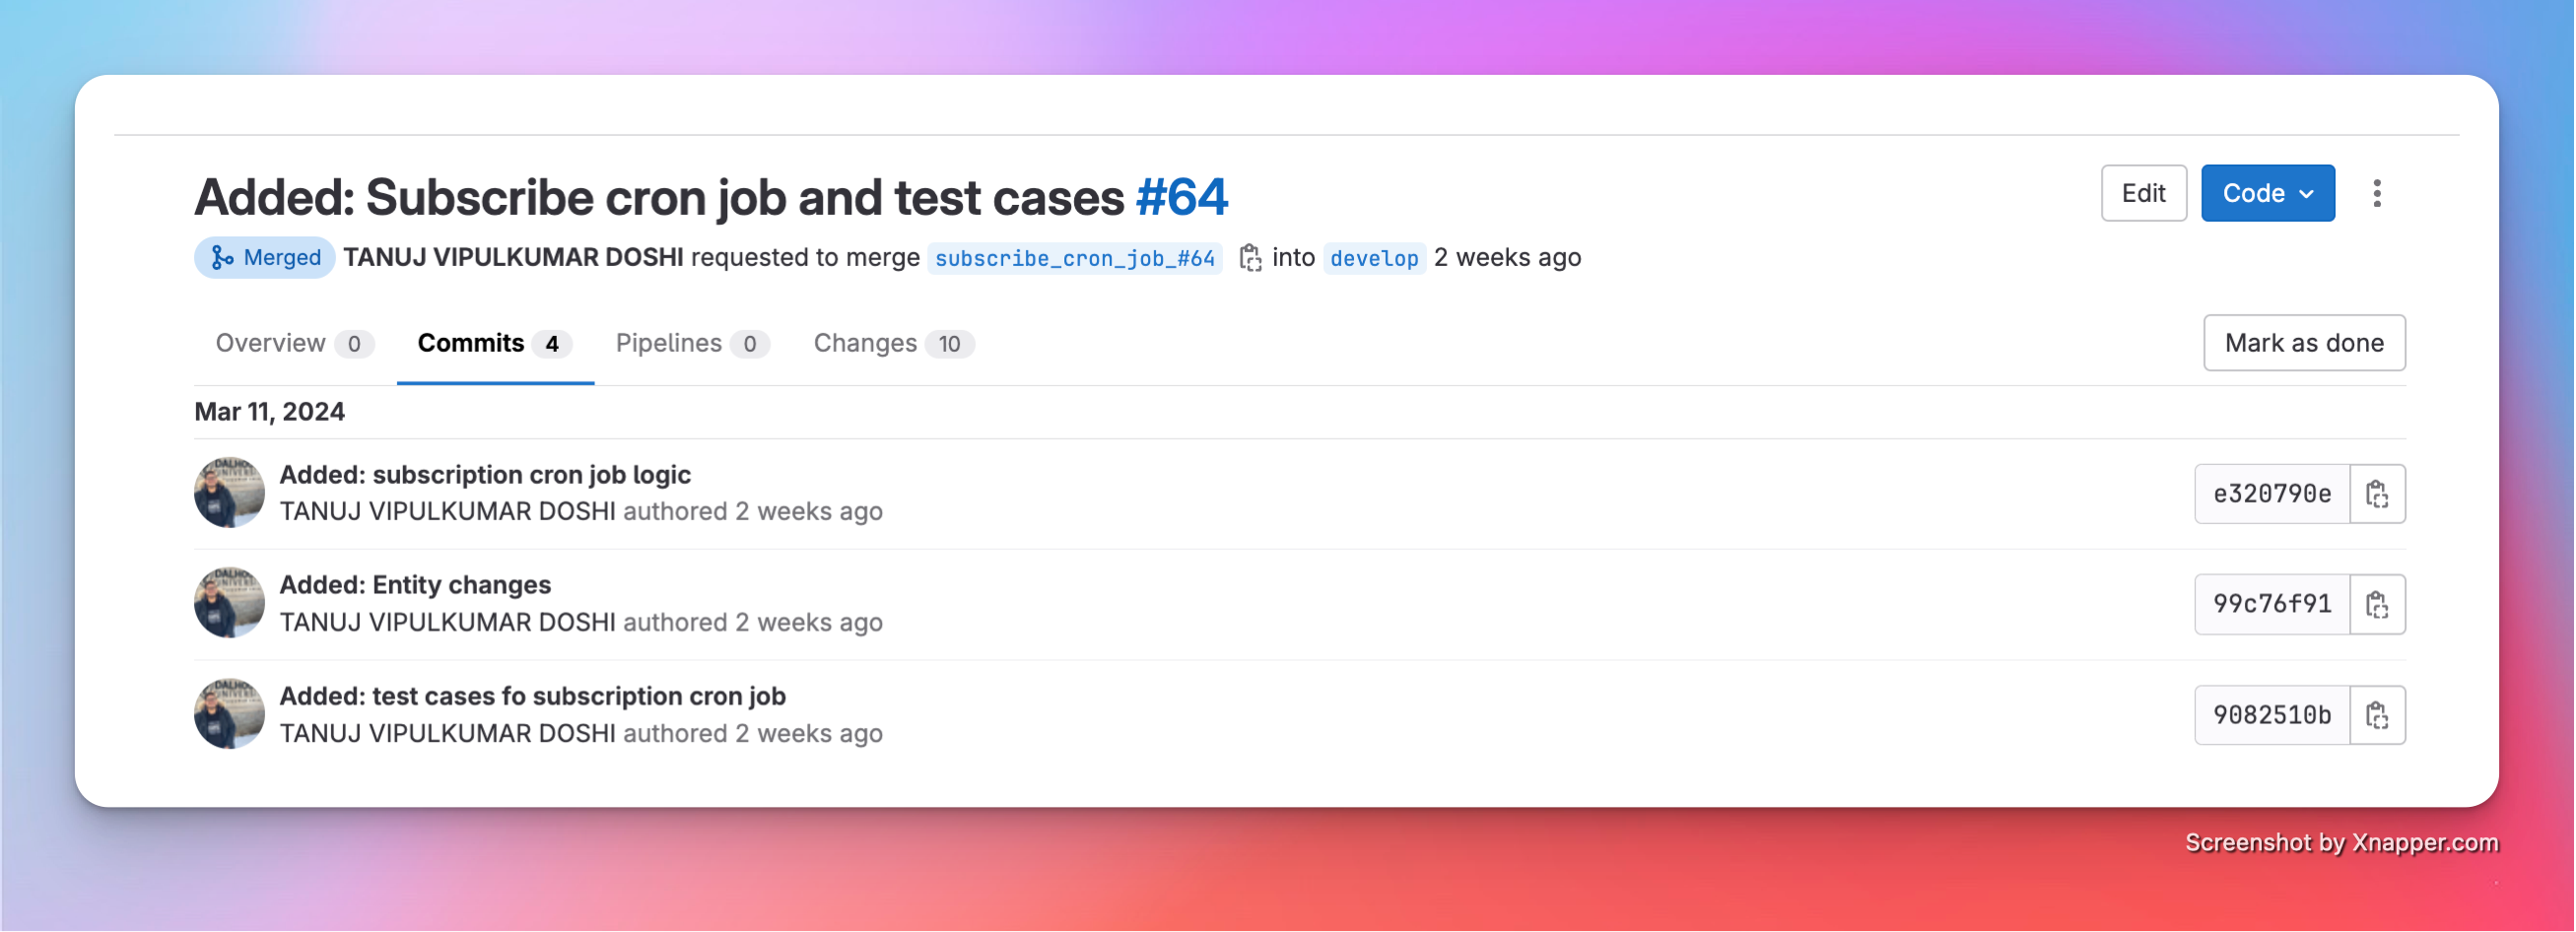 Added: Subscribe cron job and test cases #64
Edit
Code
Merged TANUJ VIPULKUMAR DOSHI requested to merge subscribe_cron_job_#64 into develop 2 weeks ago
Overview 0
Commits 4
Pipelines 0
Changes 10
Mark as done
Mar 11, 2024
Added: subscription cron job logic
TANUJ VIPULKUMAR DOSHI authored 2 weeks ago
e320790e
Added: Entity changes
TANUJ VIPULKUMAR DOSHI authored 2 weeks ago
99c76f91
Added: test cases fo subscription cron job
TANUJ VIPULKUMAR DOSHI authored 2 weeks ago
9082510b
Screenshot by Xnapper.com